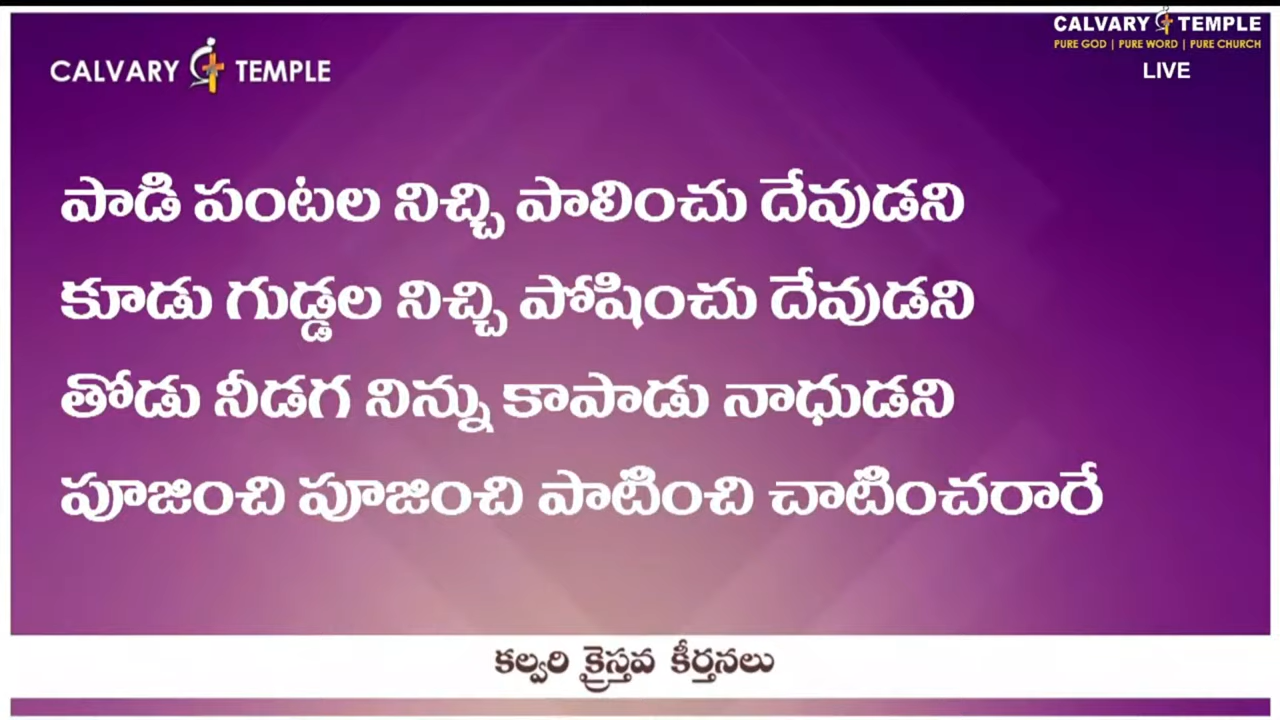 CALVARY TEMPLE
PURE GOD | PURE WORD | PURE CHURCH
LIVE
CALVARY TEMPLE
పాడి పంటల నిచ్చి పాలించు దేవుడని
కూడు గుడ్డల నిచ్చి పోషించు దేవుడని
తోడు నీడగ నిన్ను కాపాడు నాధుడని
పూజించి పూజించి పాటించి చాటించరారే
కల్వరి క్రైస్తవ కీర్తనలు